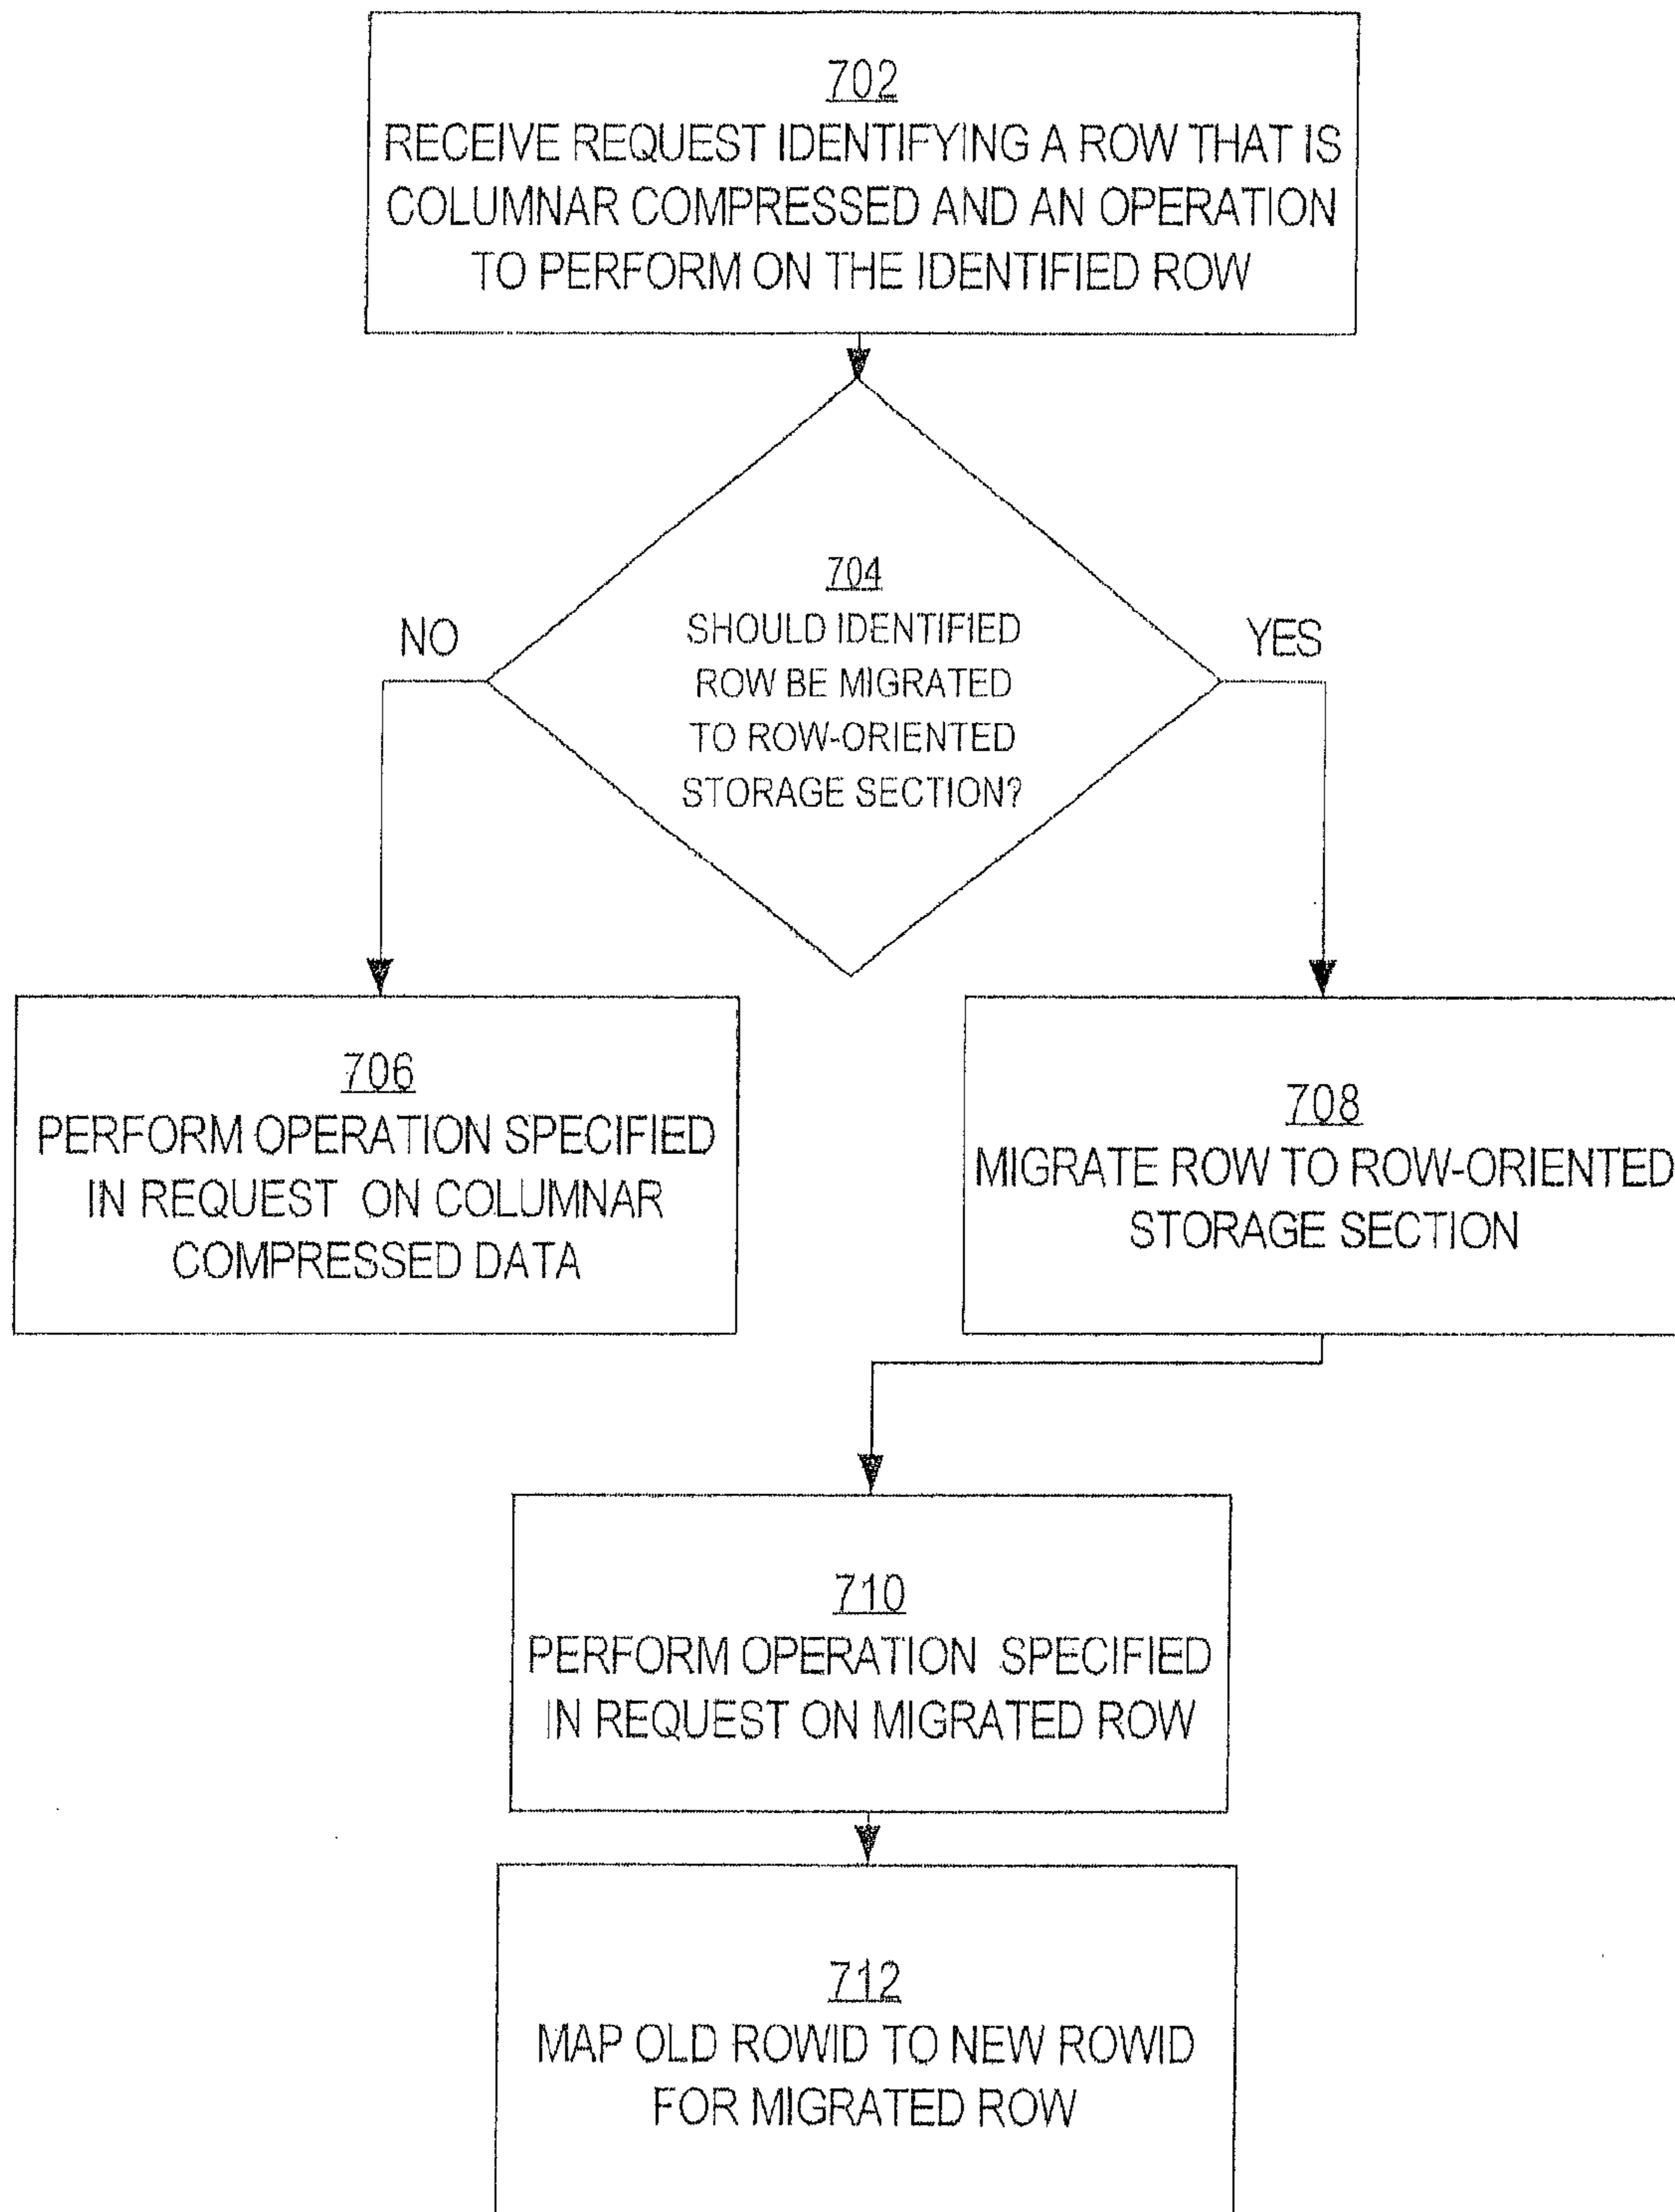 702
RECEIVE REQUEST IDENTIFYING A ROW THAT IS
COLUMNAR COMPRESSED AND AN OPERATION
TO PERFORM ON THE IDENTIFIED ROW
704
SHOULD IDENTIFIED
ROW BE MIGRATED
TO ROW-ORIENTED
STORAGE SECTION?
NO
YES
706
PERFORM OPERATION SPECIFIED
IN REQUEST ON COLUMNAR
COMPRESSED DATA
708
MIGRATE ROW TO ROW-ORIENTED
STORAGE SECTION
710
PERFORM OPERATION SPECIFIED
IN REQUEST ON MIGRATED ROW
712
MAP OLD ROWID TO NEW ROWID
FOR MIGRATED ROW